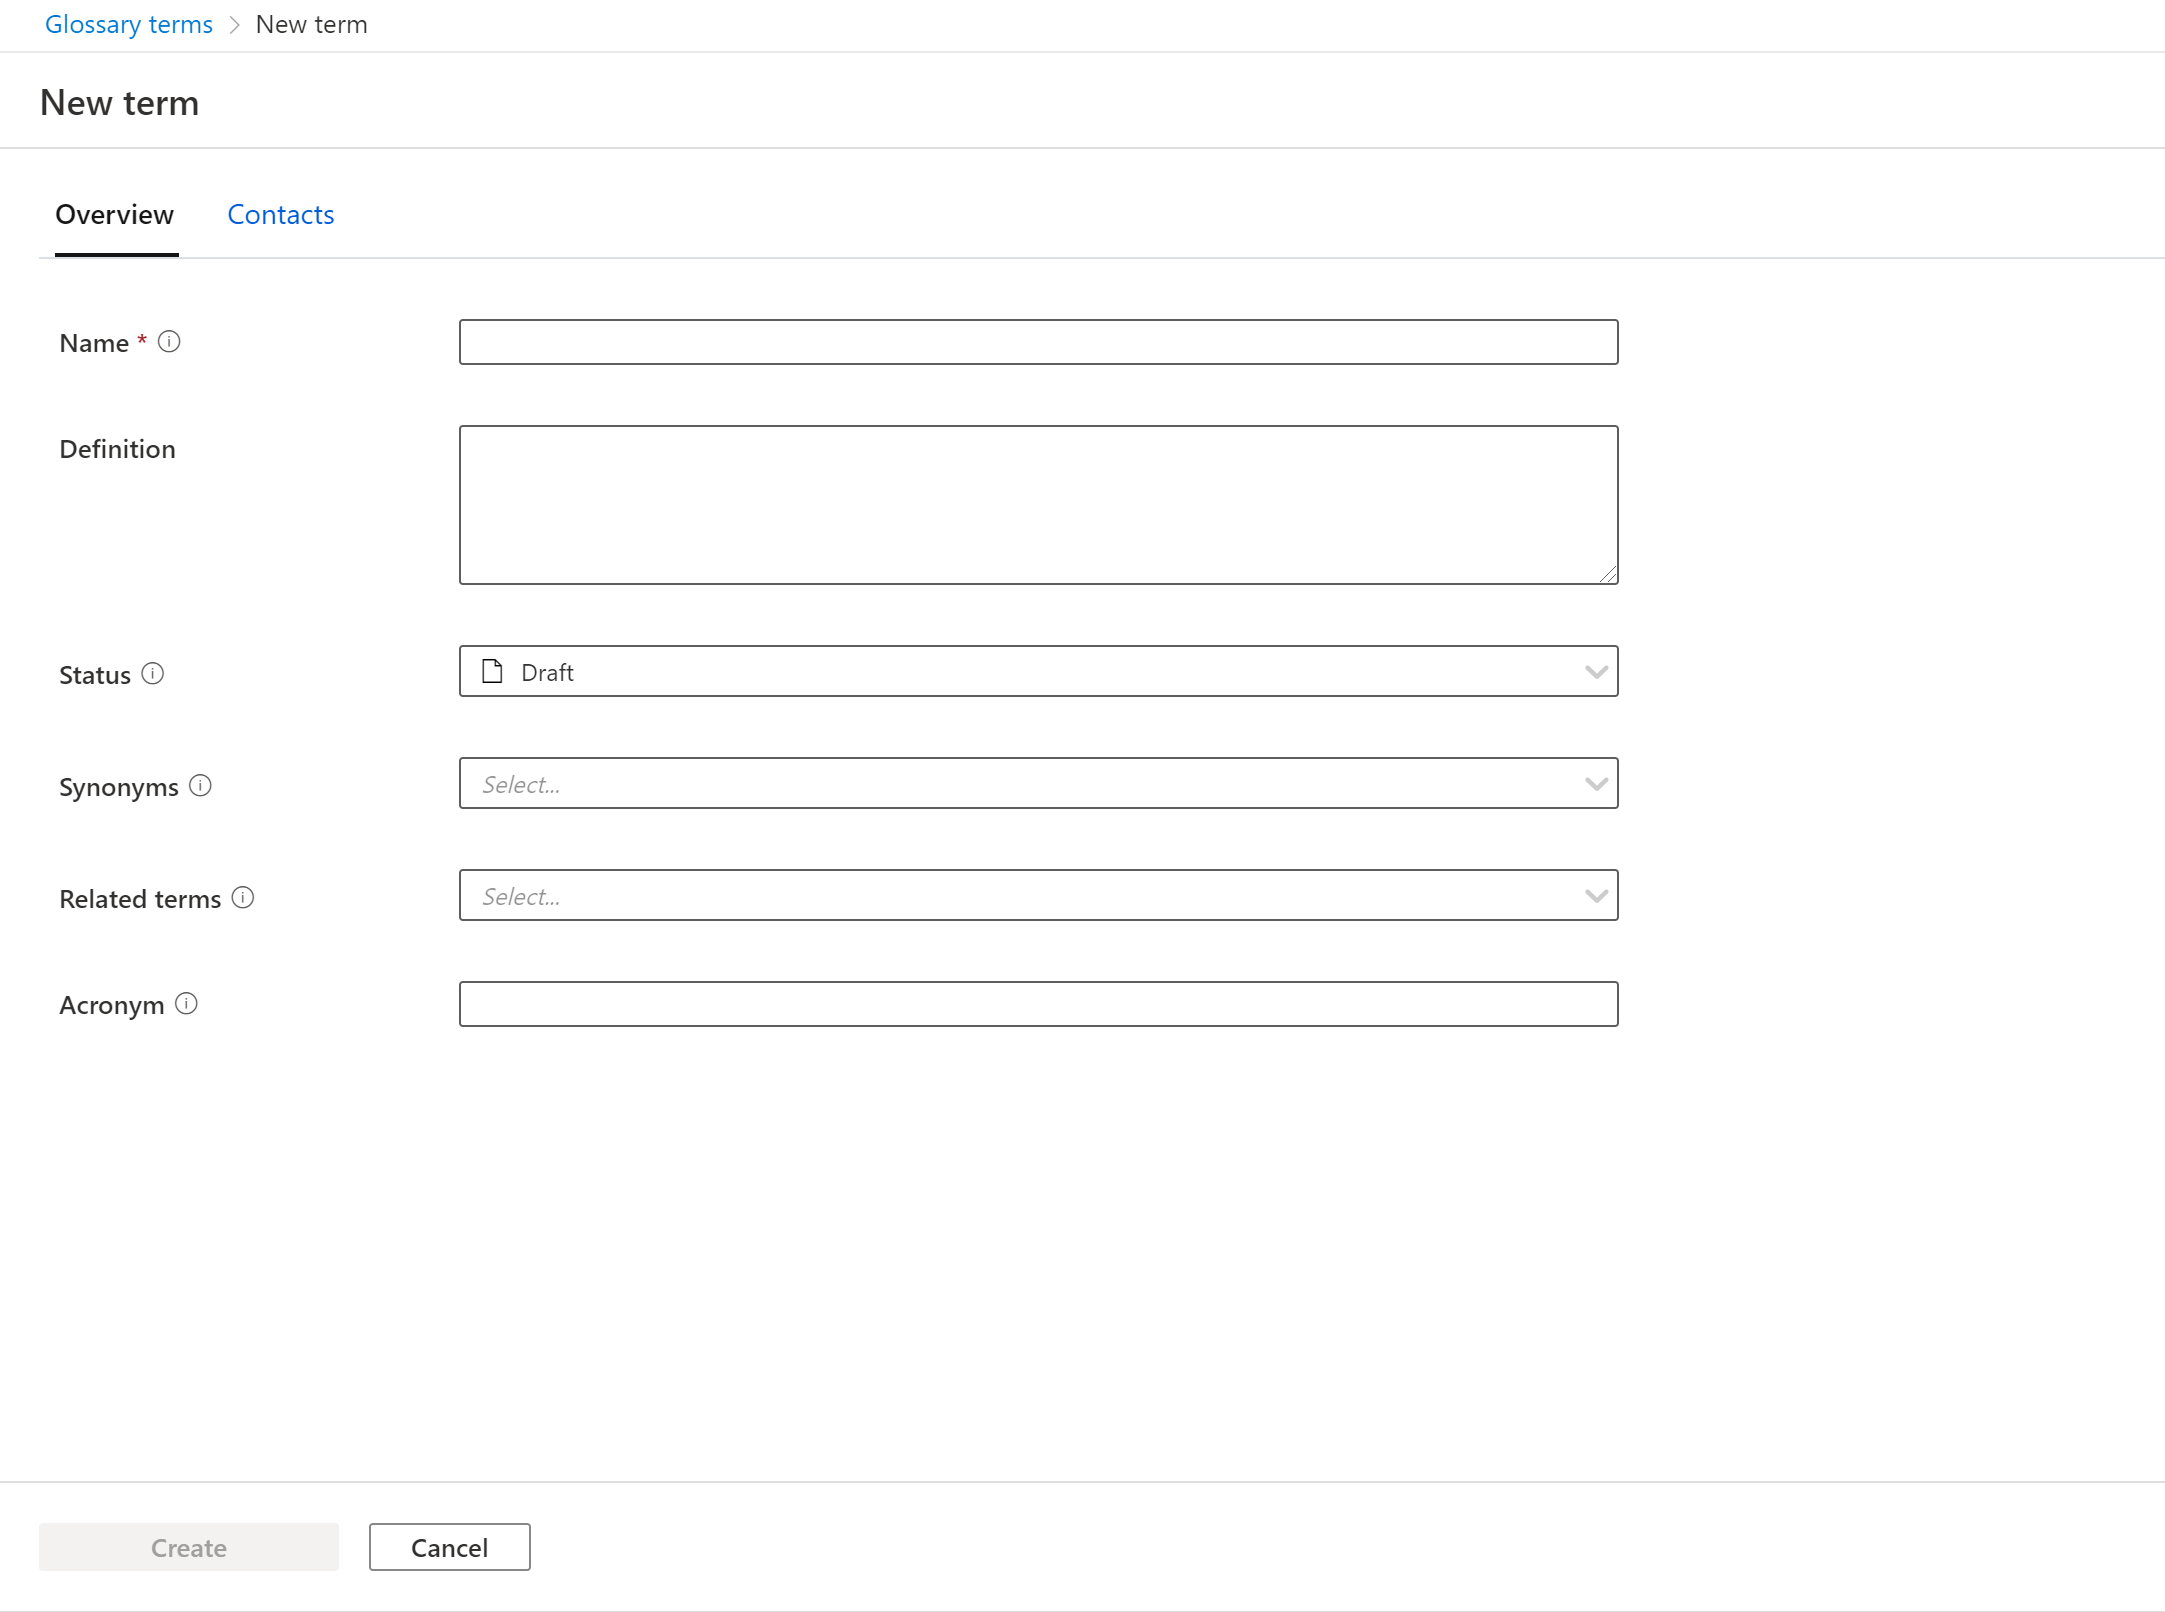 Glossary terms > New term
New term
Overview Contacts
Name *
Definition
Status Draft
Synonyms Select...
Related terms Select...
Acronym
Create Cancel